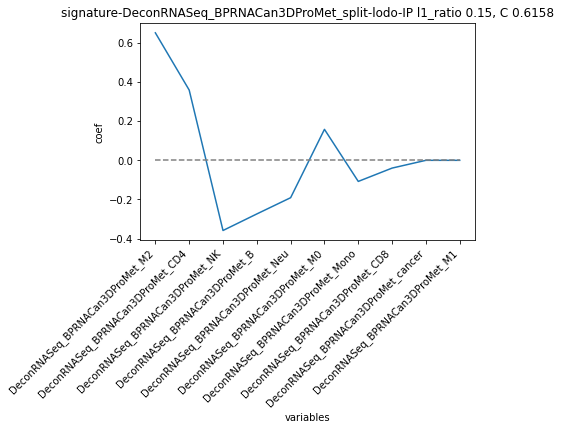 signature-DeconRNASeq_BPRNACan3DProMet_split-lodo-IP l1_ratio 0.15, C 0.6158
0.6
0.4
0.2
0.0
−0.2
−0.4
coef
DeconRNASeq_BPRNACan3DProMet_M2
DeconRNASeq_BPRNACan3DProMet_CD4
DeconRNASeq_BPRNACan3DProMet_NK
DeconRNASeq_BPRNACan3DProMet_B
DeconRNASeq_BPRNACan3DProMet_Neu
DeconRNASeq_BPRNACan3DProMet_M0
DeconRNASeq_BPRNACan3DProMet_Mono
DeconRNASeq_BPRNACan3DProMet_CD8
DeconRNASeq_BPRNACan3DProMet_cancer
DeconRNASeq_BPRNACan3DProMet_M1
variables